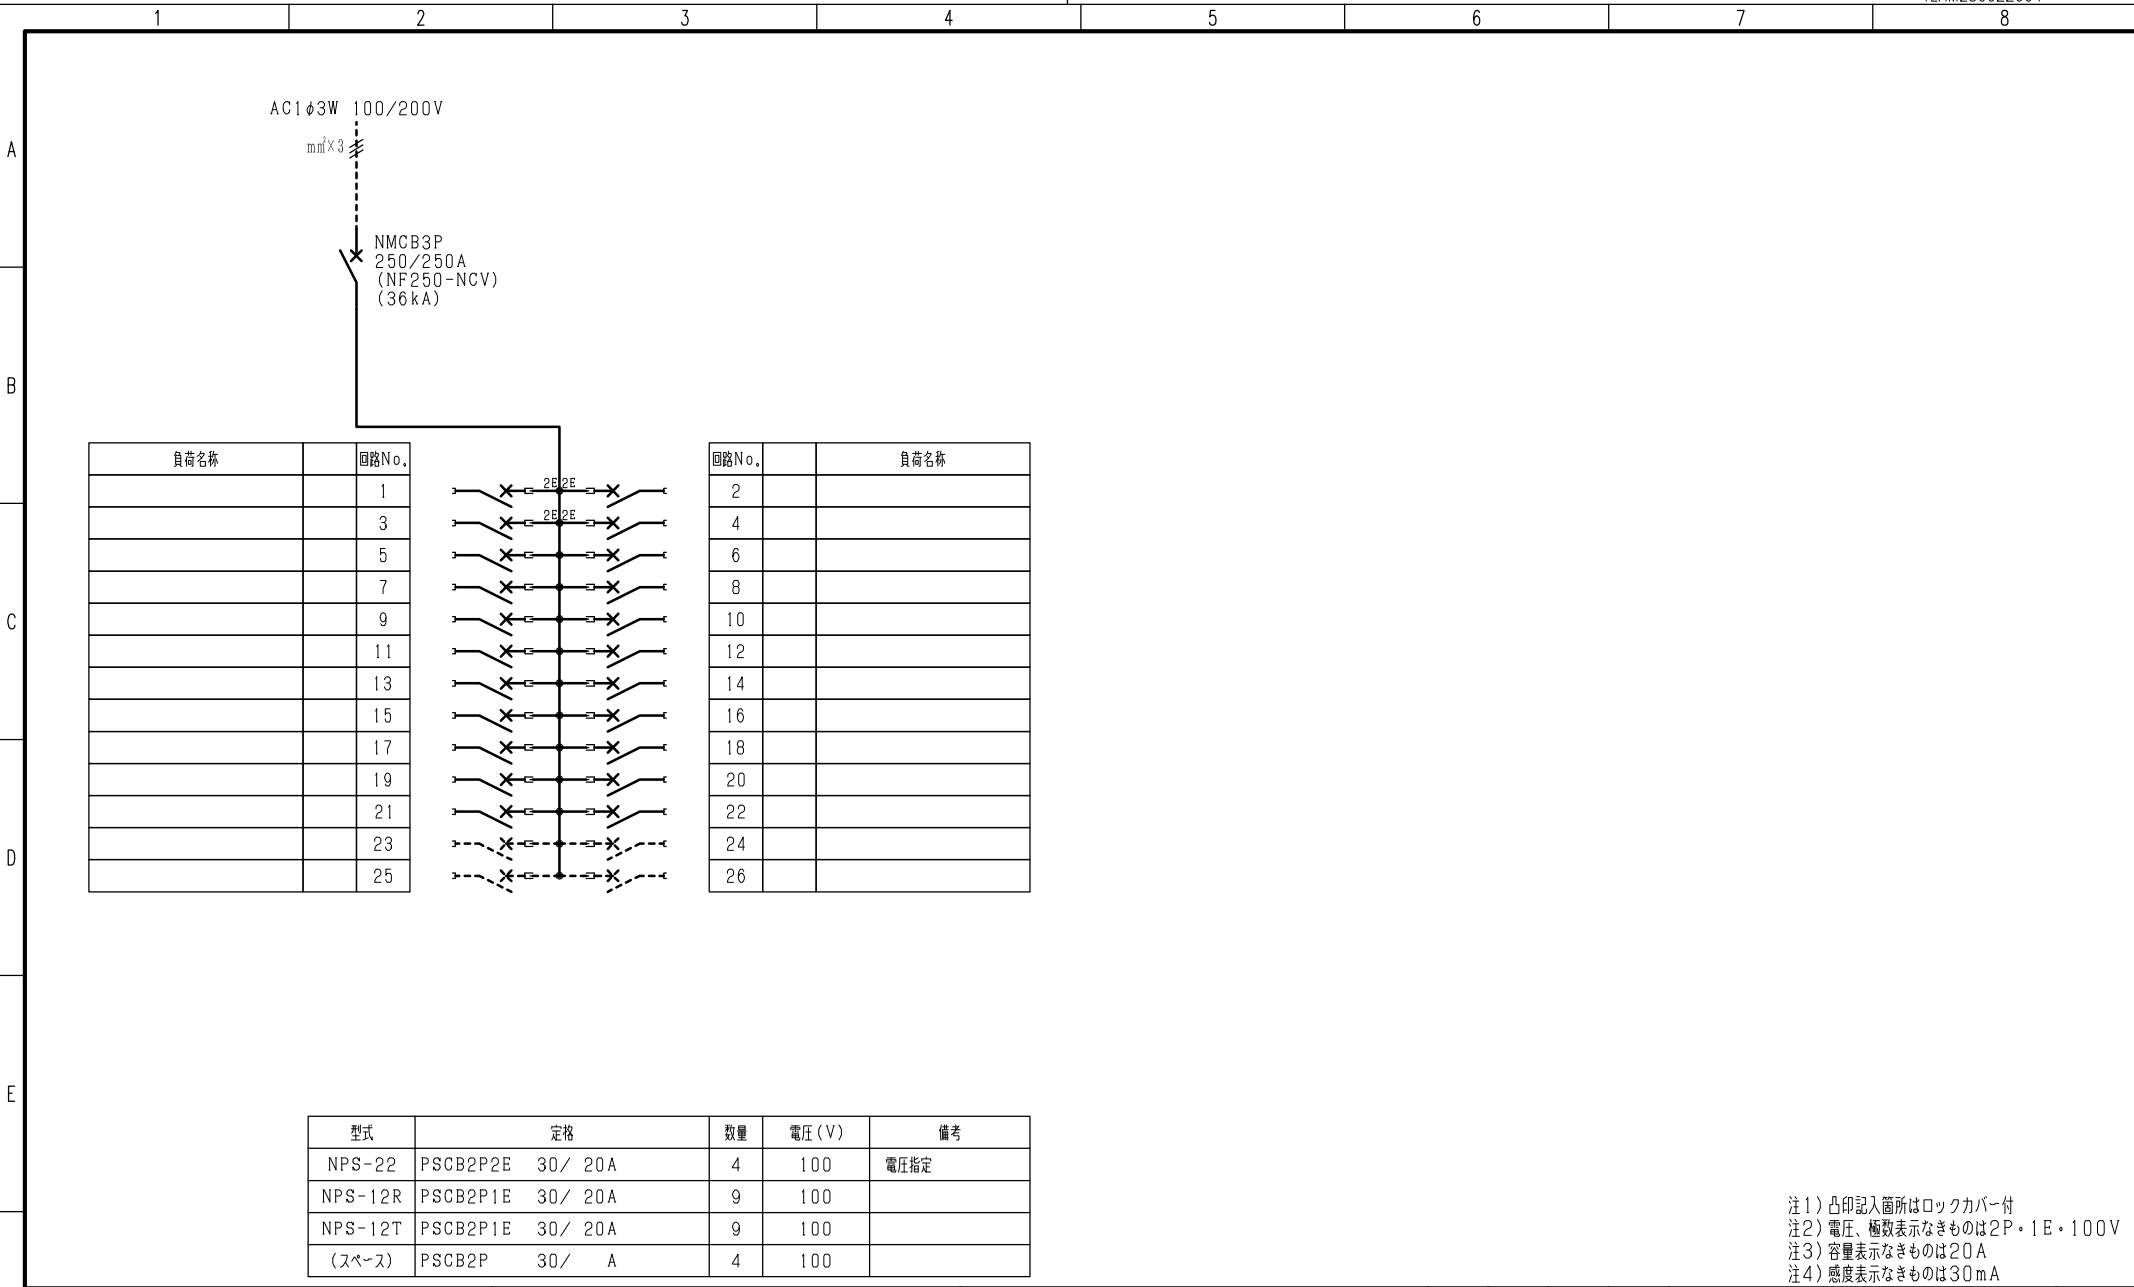 1 2 3 4 5 6 7 8
AC1φ3W 100/200V
mm²×3
A
NMCB3P
250/250A
(NF250-NCV)
(36kA)
B
負荷名称 回路No. 回路No. 負荷名称
1 2E 2E 2
3 2E 2E 4
5 6
7 8
C
9 10
11 12
13 14
15 16
17 18
19 20
21 22
D
23 24
25 26
E
型式 定格 数量 電圧(V) 備考
NPS-22 PSCB2P2E 30/ 20A 4 100 電圧指定
NPS-12R PSCB2P1E 30/ 20A 9 100
NPS-12T PSCB2P1E 30/ 20A 9 100
(スペース) PSCB2P 30/ A 4 100
注1)凸印記入箇所はロックカバー付
注2)電圧、極数表示なきものは2P・1E・100V
注3)容量表示なきものは20A
注4)感度表示なきものは30mA